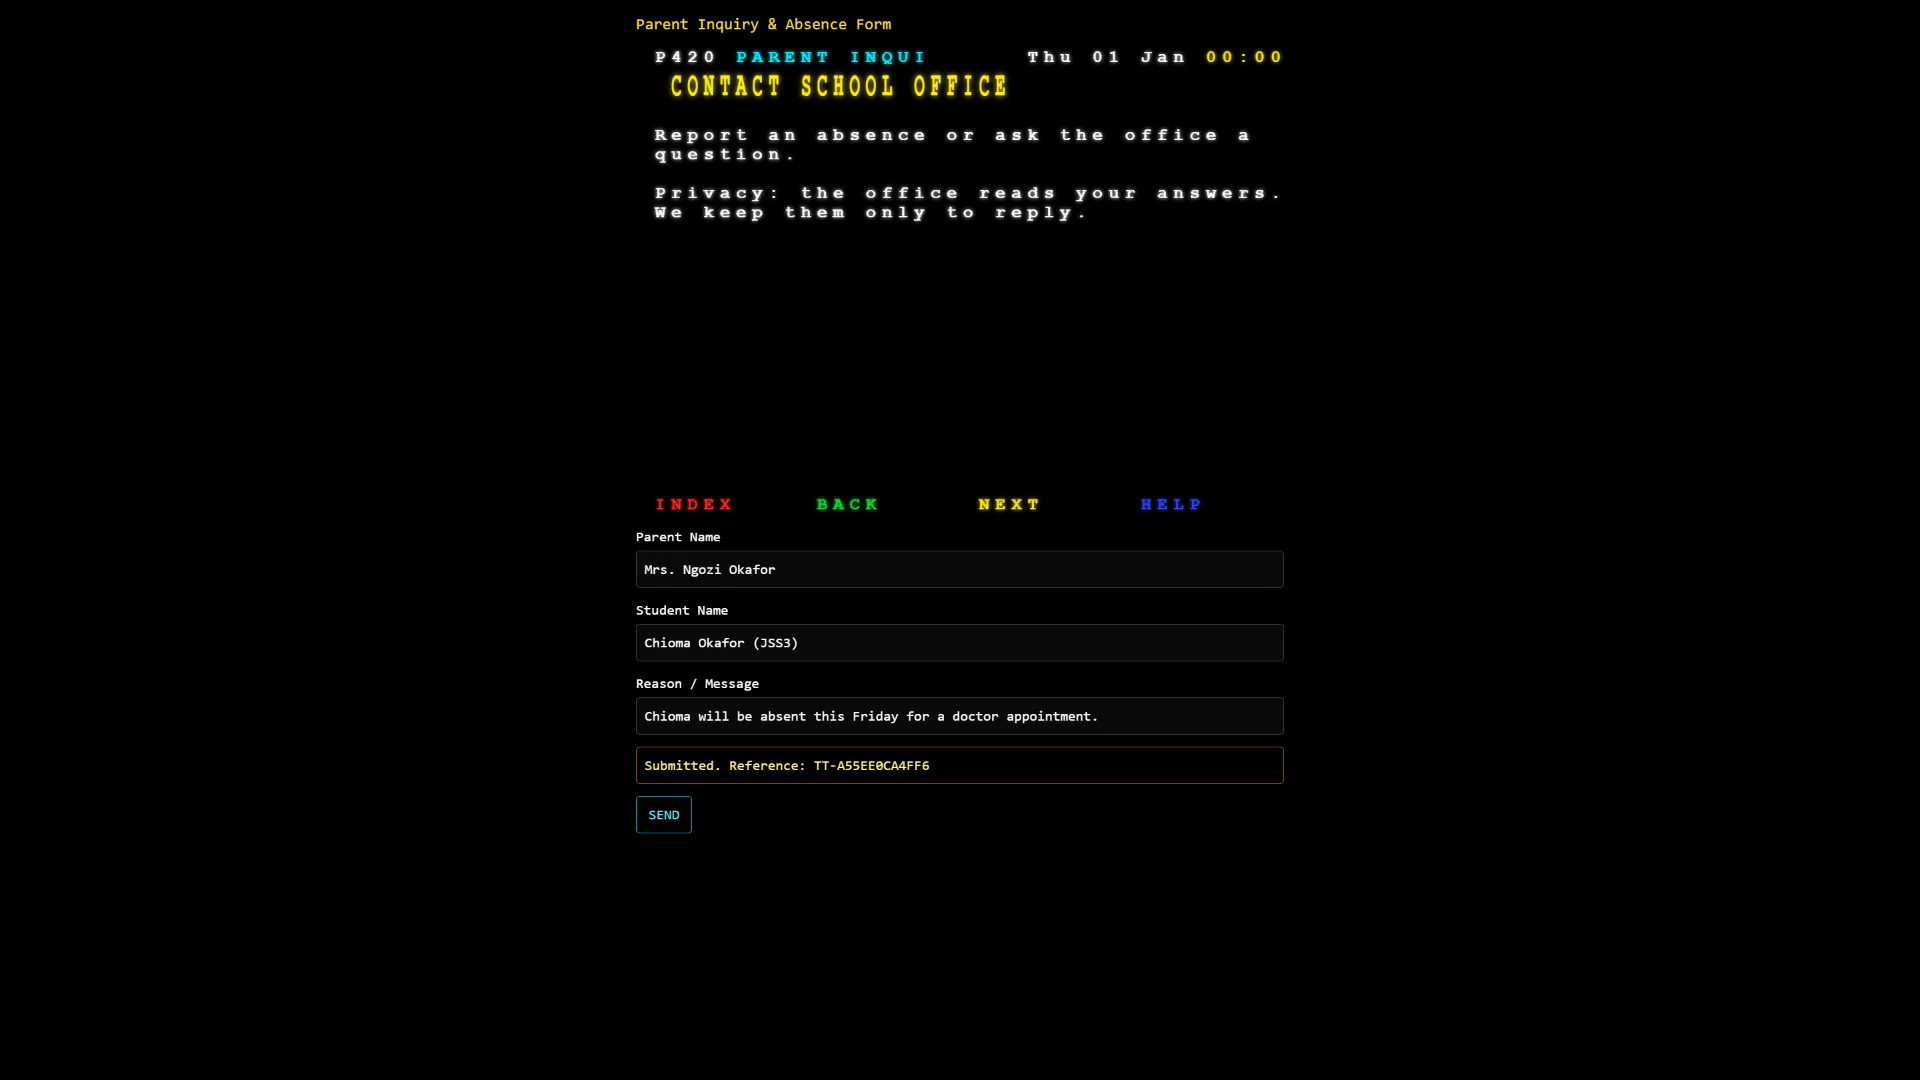 Parent Inquiry & Absence Form
P420 PARENT INQUI Thu 01 Jan 00:00
CONTACT SCHOOL OFFICE
Report an absence or ask the office a
question.
Privacy: the office reads your answers.
We keep them only to reply.
INDEX BACK NEXT HELP
Parent Name
Mrs. Ngozi Okafor
Student Name
Chioma Okafor (JSS3)
Reason / Message
Chioma will be absent this Friday for a doctor appointment.
Submitted. Reference: TT-A55EE0CA4FF6
SEND